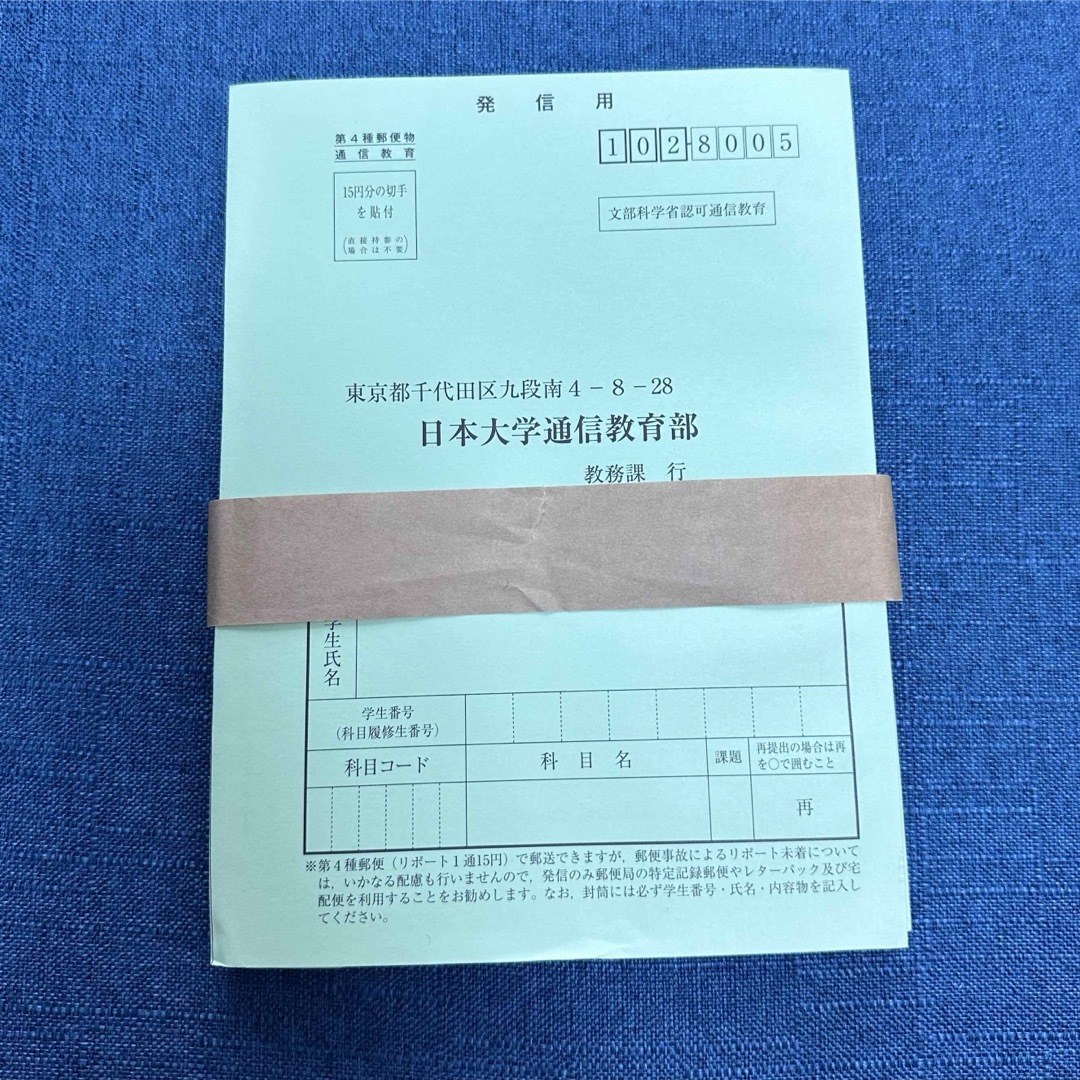 発信用
第4種郵便物
通信教育
1028005
15円分の切手
を貼付
(直接持参の
場合は不要)
文部科学省認可通信教育
東京都千代田区九段南4-8-28
日本大学通信教育部
教務課 行
学生氏名
学生番号
(科目履修生番号)
科目コード
科目名
課題
再提出の場合は再
を○で囲むこと
再
※第4種郵便(リポート1通15円)で郵送できますが，郵便事故によるリポート未着について
は，いかなる配慮も行いませんので，発信のみ郵便局の特定記録郵便やレターパック及び宅
配便を利用することをお勧めします。なお，封筒には必ず学生番号・氏名・内容物を記入し
てください。